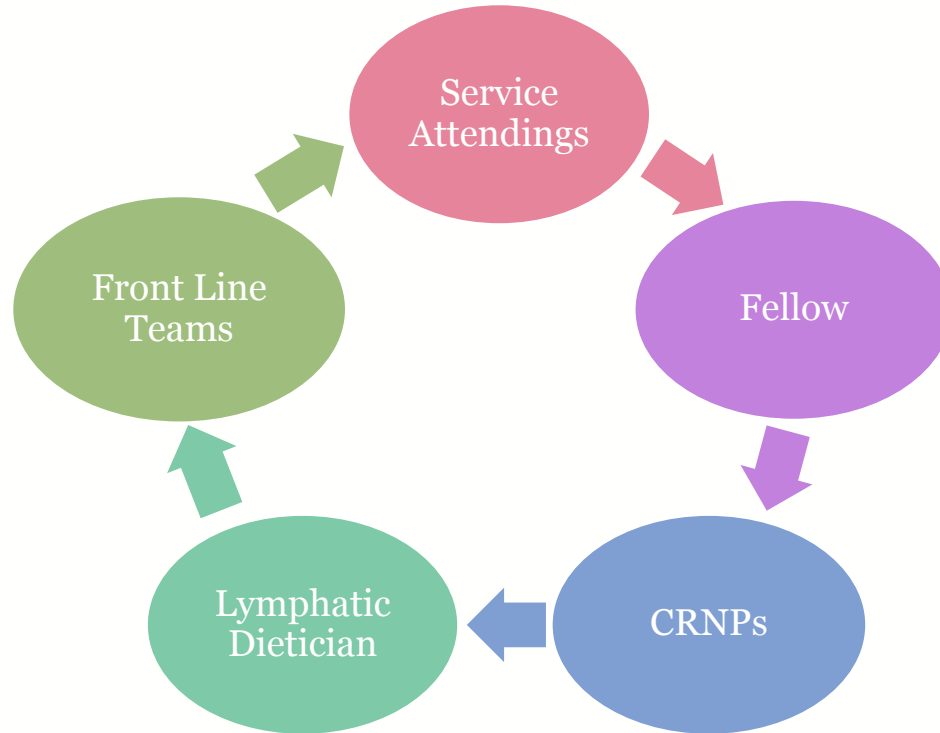 Service
Attendings
Fellow
CRNPs
Lymphatic
Dietician
Front Line
Teams